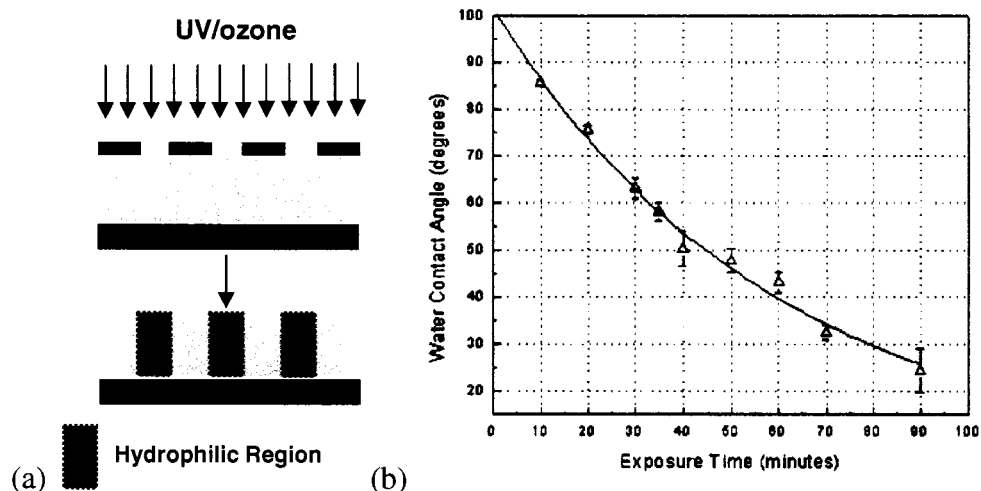 UV/ozone
Hydrophilic Region
(a)
100
90
80
70
60
50
40
30
20
Water Contact Angle (degrees)
0 10 20 30 40 50 60 70 80 90 100
Exposure Time (minutes)
(b)